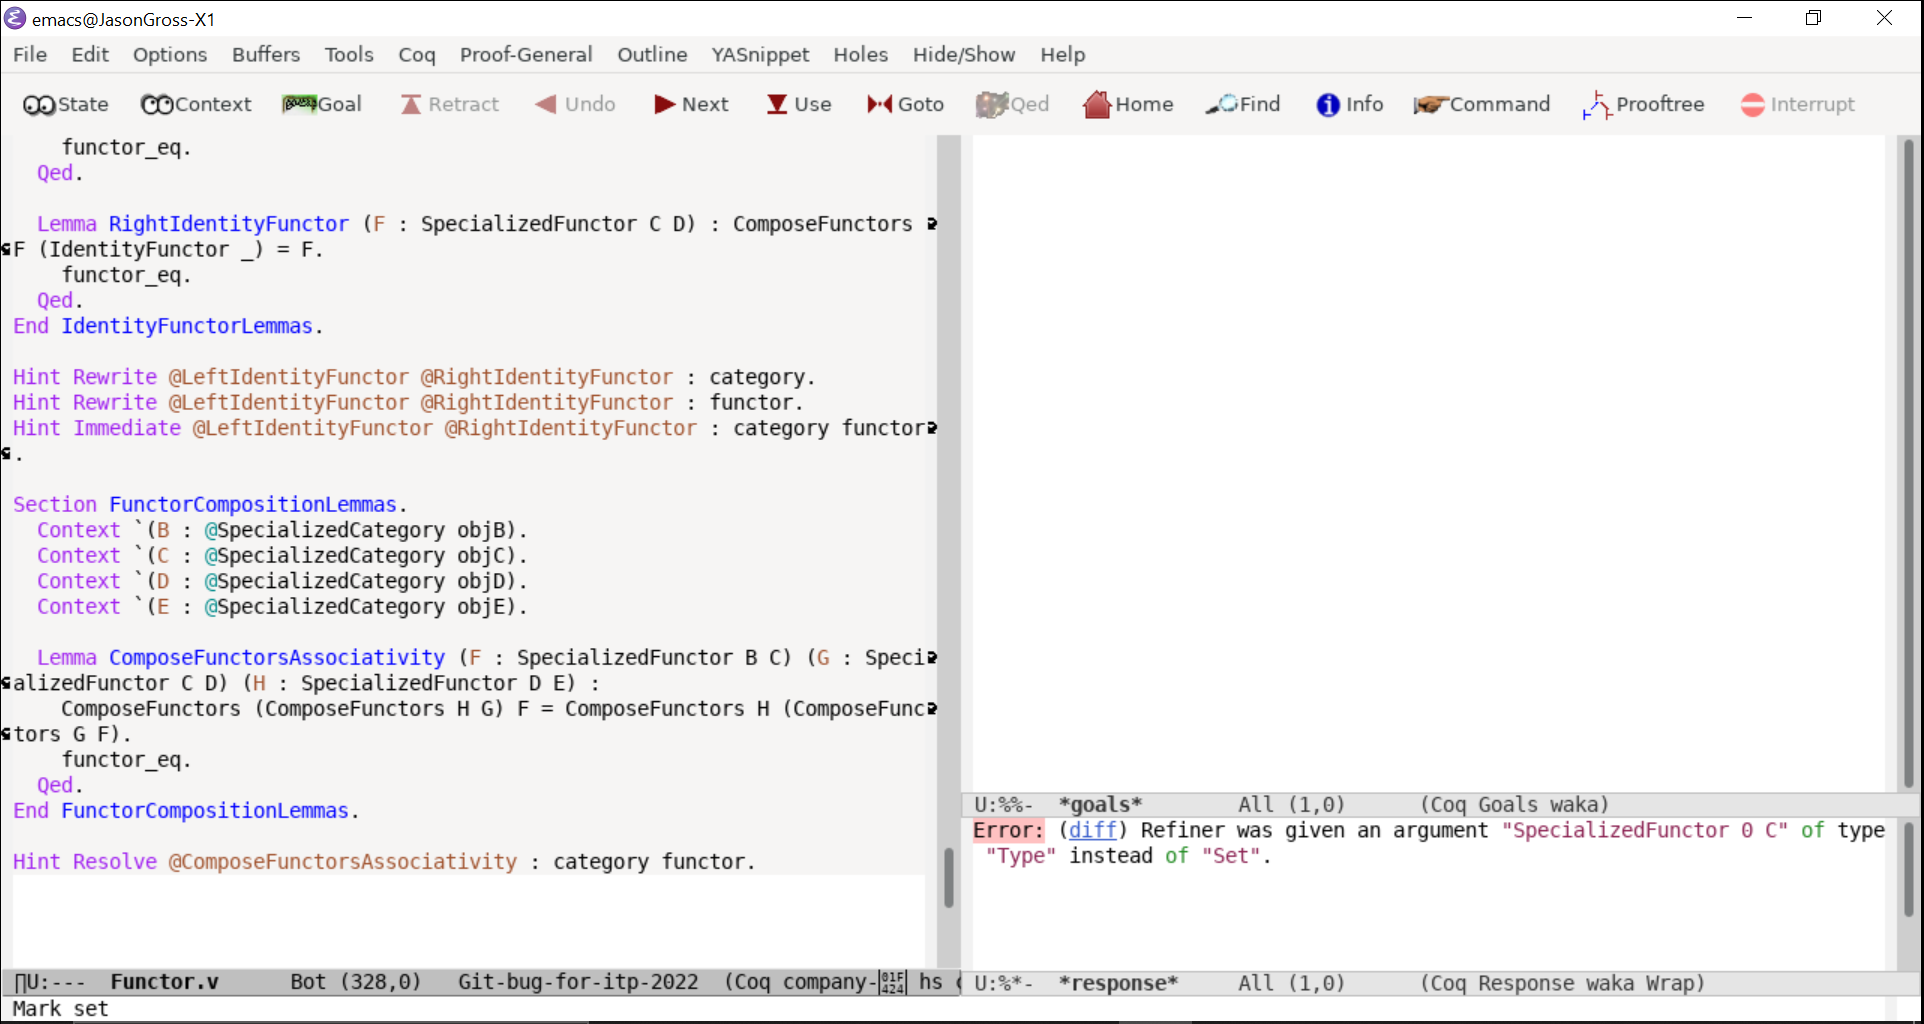 emacs@JasonGross-X1
File Edit Options Buffers Tools Coq Proof-General Outline YASnippet Holes Hide/Show Help
State Context Goal Retract Undo Next Use Goto Qed Home Find Info Command Prooftree Interrupt
functor_eq.
Qed.
Lemma RightIdentityFunctor (F : SpecializedFunctor C D) : ComposeFunctors
F (IdentityFunctor _) = F.
functor_eq.
Qed.
End IdentityFunctorLemmas.
Hint Rewrite @LeftIdentityFunctor @RightIdentityFunctor : category.
Hint Rewrite @LeftIdentityFunctor @RightIdentityFunctor : functor.
Hint Immediate @LeftIdentityFunctor @RightIdentityFunctor : category functor
.
Section FunctorCompositionLemmas.
Context `(B : @SpecializedCategory objB).
Context `(C : @SpecializedCategory objC).
Context `(D : @SpecializedCategory objD).
Context `(E : @SpecializedCategory objE).
Lemma ComposeFunctorsAssociativity (F : SpecializedFunctor B C) (G : Speci
alizedFunctor C D) (H : SpecializedFunctor D E) :
ComposeFunctors (ComposeFunctors H G) F = ComposeFunctors H (ComposeFunc
tors G F).
functor_eq.
Qed.
End FunctorCompositionLemmas.
Hint Resolve @ComposeFunctorsAssociativity : category functor.
U:--- Functor.v Bot (328,0) Git-bug-for-itp-2022 (Coq company- 01F424 hs
Mark set
U:%%- *goals* All (1,0) (Coq Goals waka)
Error: (diff) Refiner was given an argument "SpecializedFunctor 0 C" of type
"Type" instead of "Set".
U:%*- *response* All (1,0) (Coq Response waka Wrap)